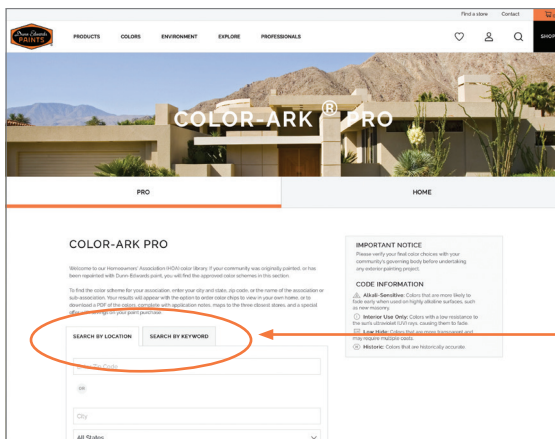 Find a store Contact
Dunn-Edwards
PAINTS
PRODUCTS COLORS ENVIRONMENT EXPLORE PROFESSIONALS
SHOP
COLOR-ARK® PRO
PRO HOME
COLOR-ARK PRO
Welcome to our Homeowners' Association (HOA) color library. If your community was originally painted, or has
been repainted with Dunn-Edwards paint, you will find the approved color schemes in this section.
To find the color scheme for your association, enter your city and state, zip code, or the name of the association or
sub-association. Your results will appear with the option to order color chips to view in your own home, or to
download a PDF of the colors, complete with application notes, maps to the three closest stores, and a special
offer with savings on your paint purchase.
SEARCH BY LOCATION SEARCH BY KEYWORD
Zip Code
OR
City
All States
IMPORTANT NOTICE
Please verify your final color choices with your
community's governing body before undertaking
any exterior painting project.
CODE INFORMATION
Alkali-Sensitive: Colors that are more likely to
fade early when used on highly alkaline surfaces, such
as new masonry.
Interior Use Only: Colors with a low resistance to
the sun's ultraviolet (UV) rays, causing them to fade.
Low Hide: Colors that are more transparent and
may require multiple coats.
H Historic: Colors that are historically accurate.